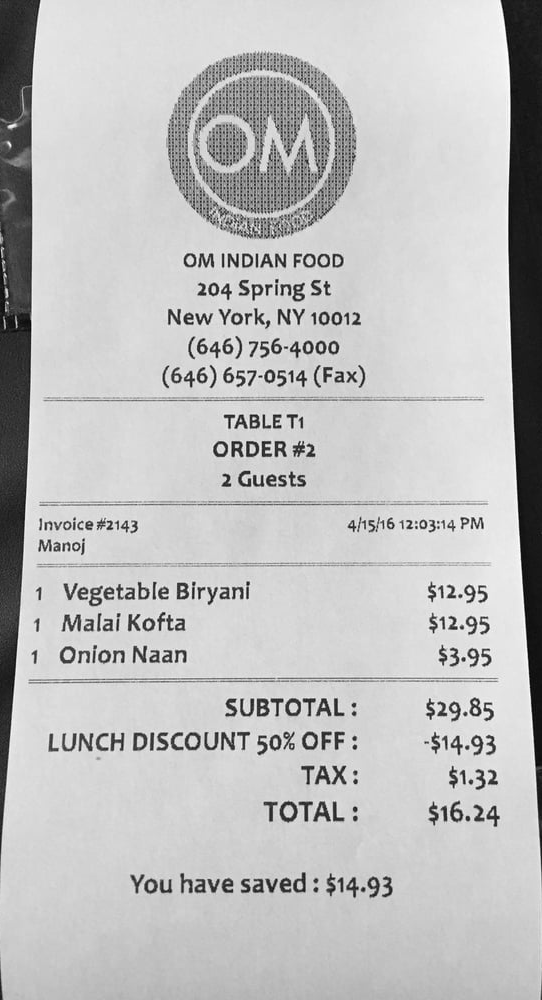 OM
INDIAN FOOD
OM INDIAN FOOD
204 Spring St
New York, NY 10012
(646) 756-4000
(646) 657-0514 (Fax)
TABLE T1
ORDER #2
2 Guests
Invoice #2143 4/15/16 12:03:14 PM
Manoj
1 Vegetable Biryani $12.95
1 Malai Kofta $12.95
1 Onion Naan $3.95
SUBTOTAL : $29.85
LUNCH DISCOUNT 50% OFF : -$14.93
TAX : $1.32
TOTAL : $16.24
You have saved : $14.93